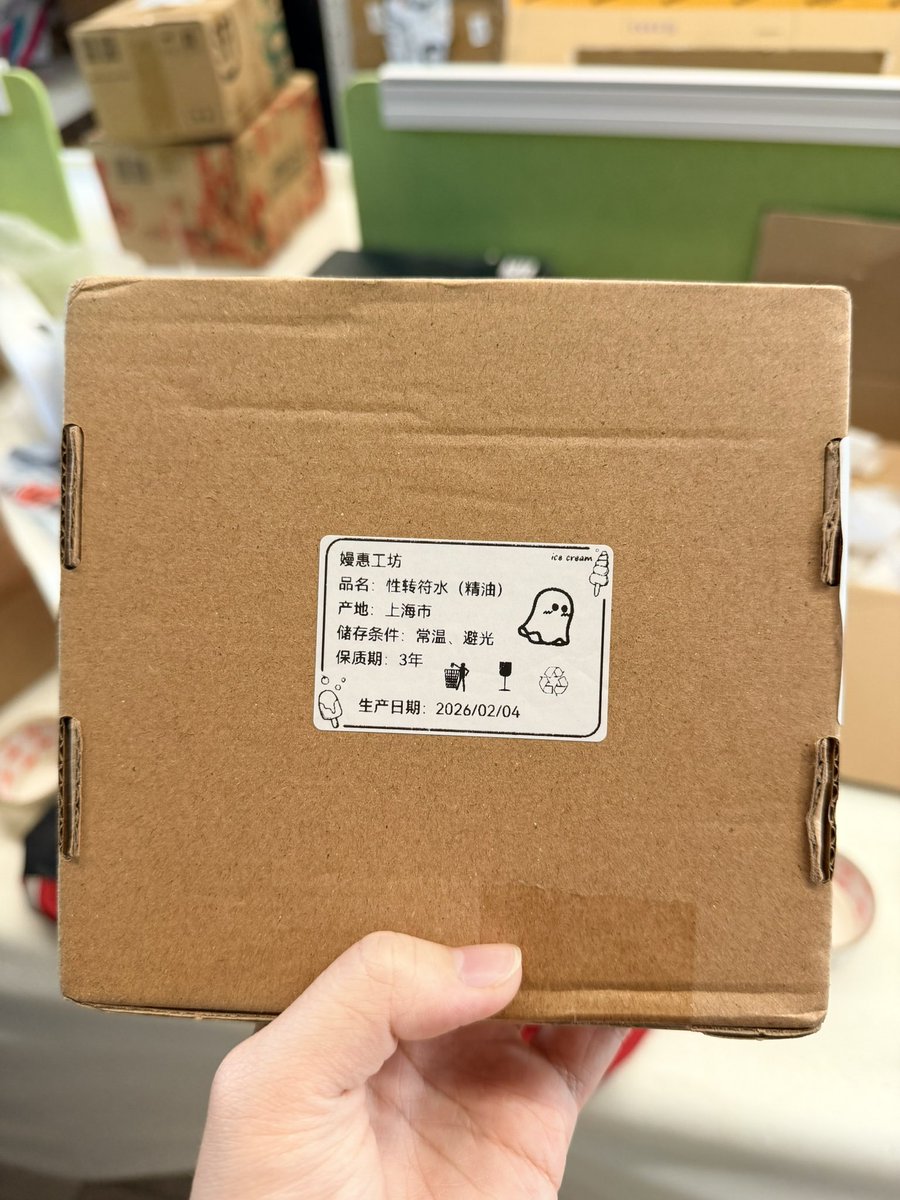 嫚惠工坊
ice cream
品名：性转符水（精油）
产地：上海市
储存条件：常温、避光
保质期：3年
生产日期：2026/02/04